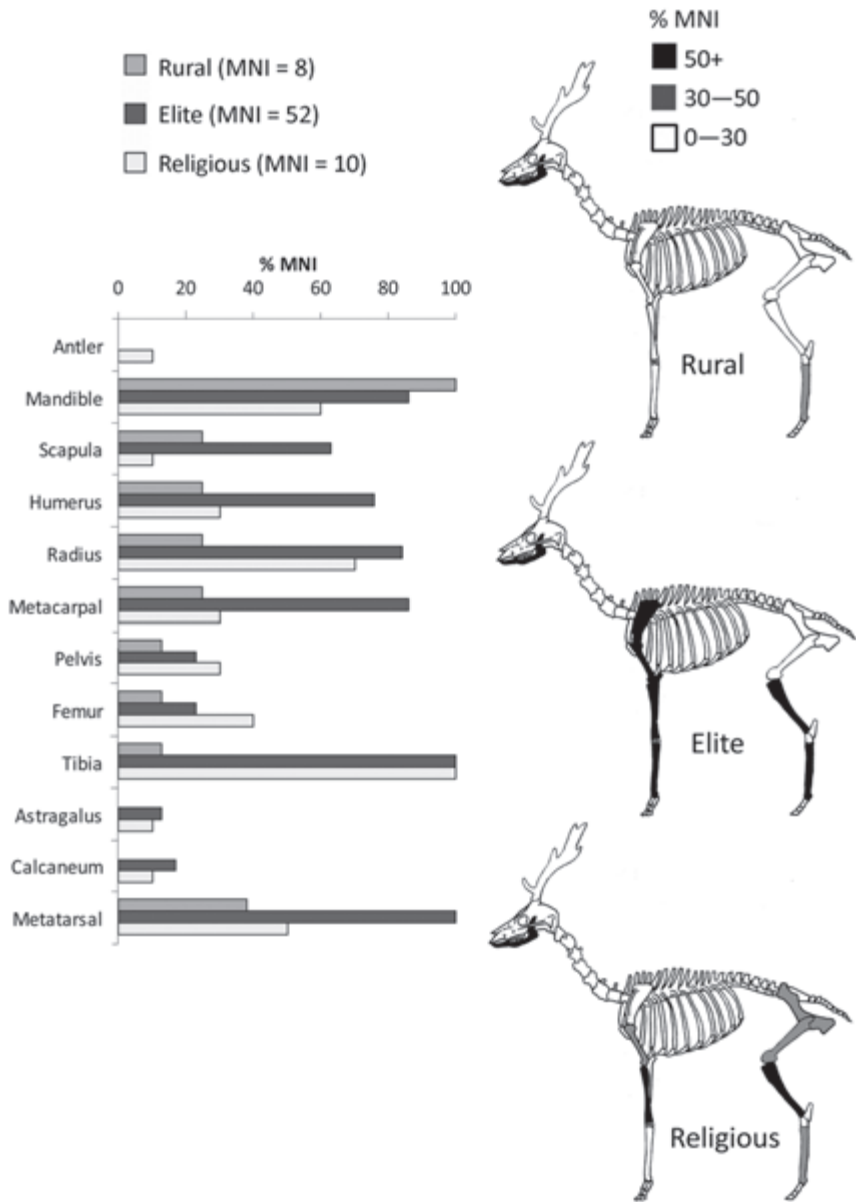 Rural (MNI = 8)
Elite (MNI = 52)
Religious (MNI = 10)
% MNI
50+
30—50
0—30
% MNI
0 20 40 60 80 100
Antler
Mandible
Scapula
Humerus
Radius
Metacarpal
Pelvis
Femur
Tibia
Astragalus
Calcaneum
Metatarsal
Rural
Elite
Religious